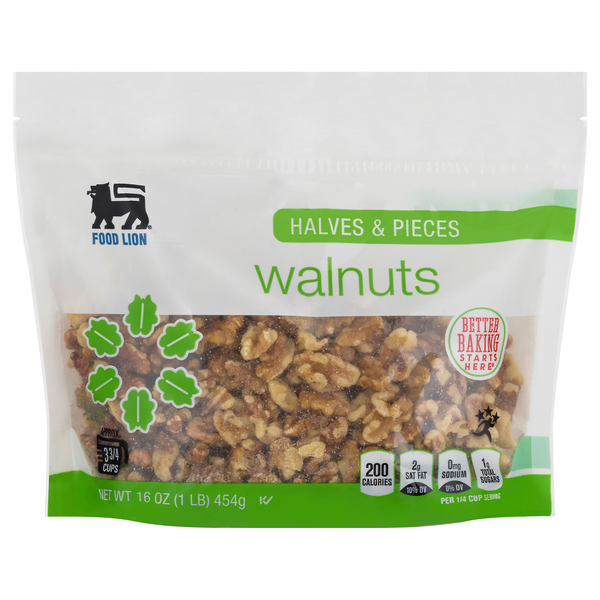 FOOD LION
HALVES & PIECES
walnuts
BETTER
BAKING
STARTS
HERE®
3 3/4
CUPS
200
CALORIES
2g
SAT FAT
10% DV
0mg
SODIUM
0% DV
1g
TOTAL
SUGARS
PER 1/4 CUP SERVING
NET WT 16 OZ (1 LB) 454g